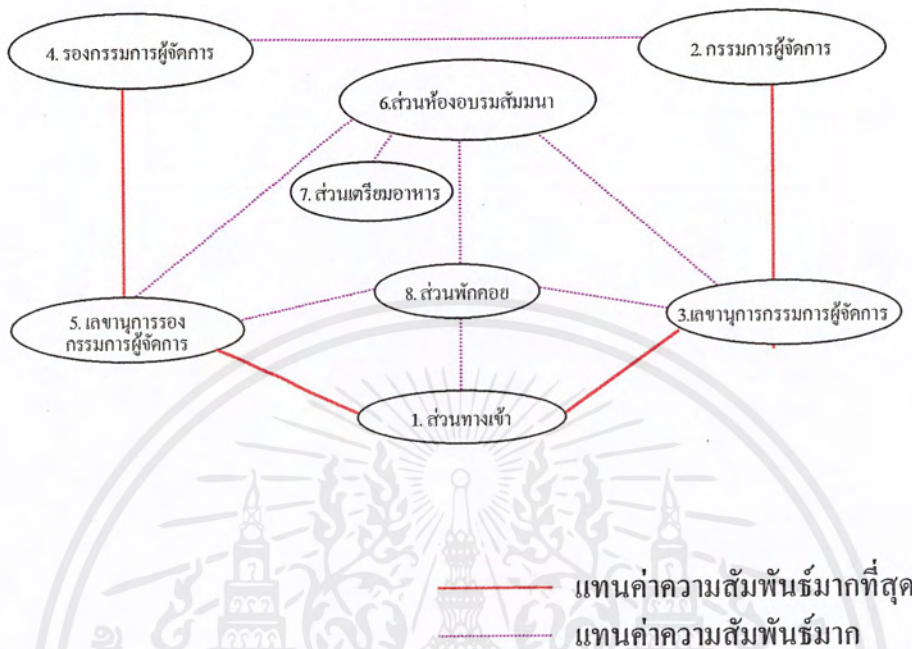 4. รองกรรมการผู้จัดการ
2. กรรมการผู้จัดการ
6.ส่วนห้องอบรมสัมมนา
7. ส่วนเตรียมอาหาร
8. ส่วนพักคอย
5. เลขานุการรอง
กรรมการผู้จัดการ
3.เลขานุการกรรมการผู้จัดการ
1. ส่วนทางเข้า
แทนค่าความสัมพันธ์มากที่สุด
แทนค่าความสัมพันธ์มาก